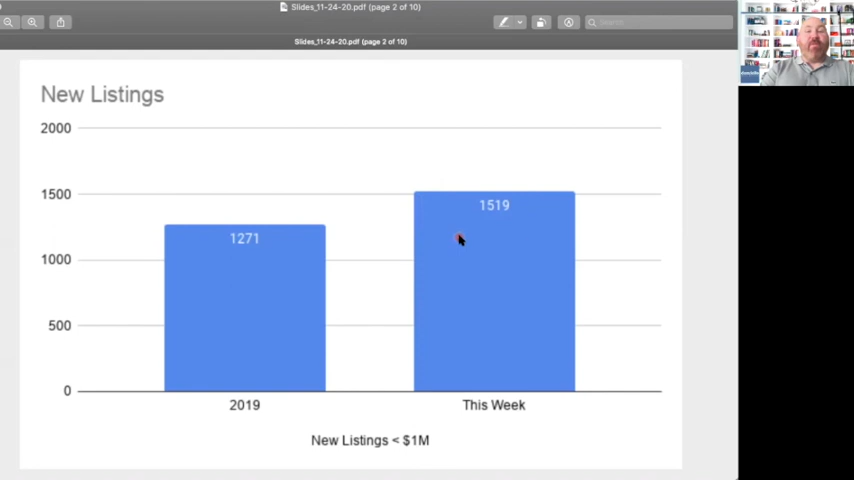 Slides_11-24-20.pdf (page 2 of 10)
Search
Slides_11-24-20.pdf (page 2 of 10)
New Listings
2000
1500
1000
500
0
1271
1519
2019
This Week
New Listings < $1M